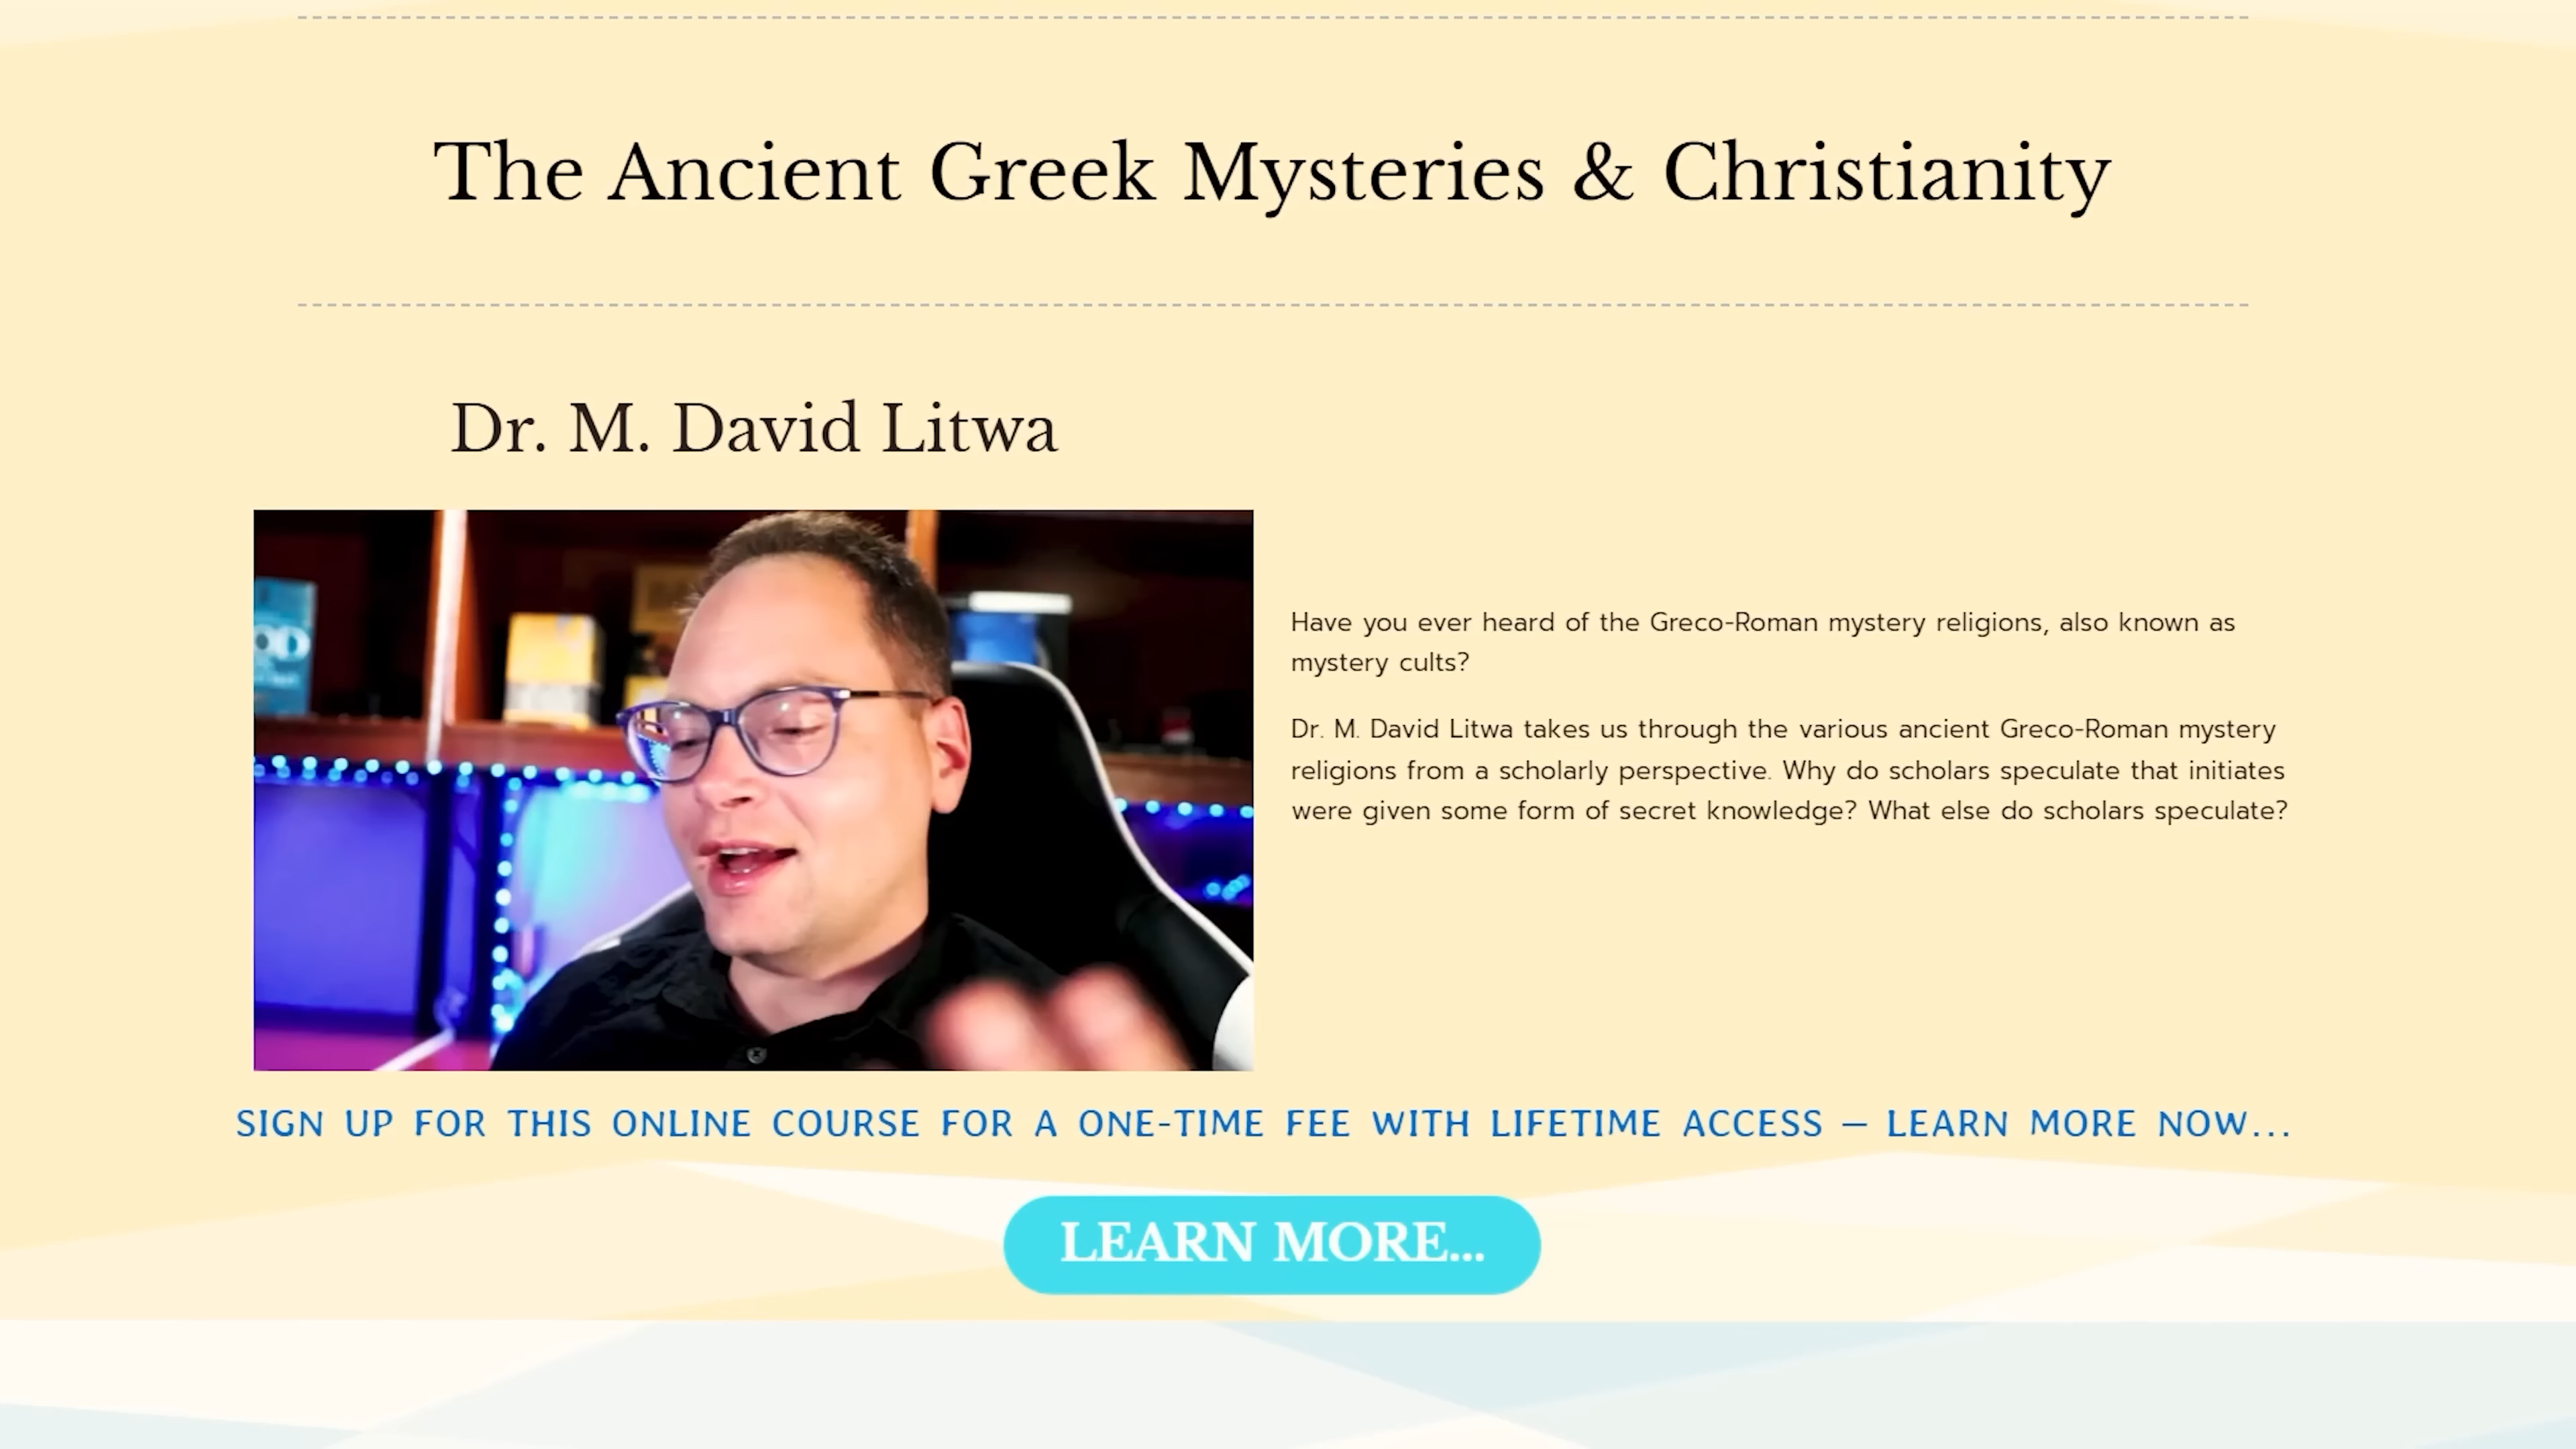 The Ancient Greek Mysteries & Christianity
Dr. M. David Litwa
Have you ever heard of the Greco-Roman mystery religions, also known as
mystery cults?
Dr. M. David Litwa takes us through the various ancient Greco-Roman mystery
religions from a scholarly perspective. Why do scholars speculate that initiates
were given some form of secret knowledge? What else do scholars speculate?
SIGN UP FOR THIS ONLINE COURSE FOR A ONE-TIME FEE WITH LIFETIME ACCESS – LEARN MORE NOW...
LEARN MORE...